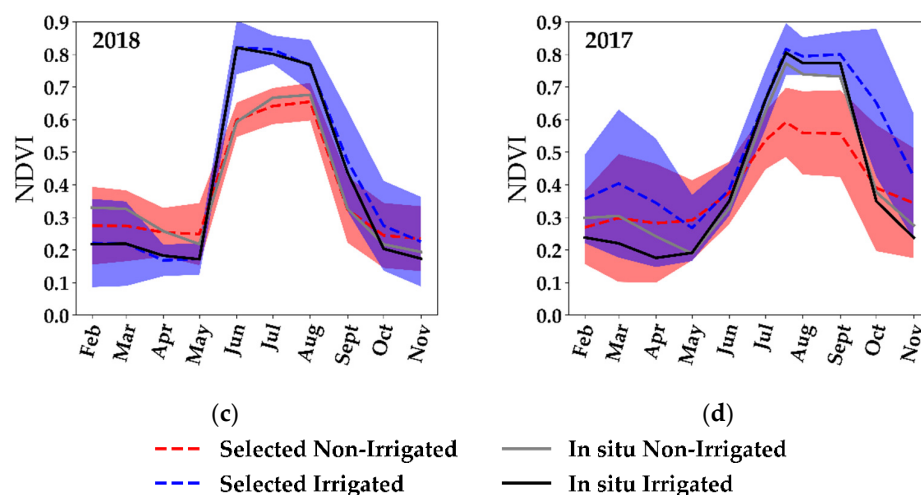 2018
2017
NDVI
0.9
0.8
0.7
0.6
0.5
0.4
0.3
0.2
0.1
0.0
Feb Mar Apr May Jun Jul Aug Sept Oct Nov
NDVI
0.9
0.8
0.7
0.6
0.5
0.4
0.3
0.2
0.1
0.0
Feb Mar Apr May Jun Jul Aug Sept Oct Nov
(c)
(d)
Selected Non-Irrigated
In situ Non-Irrigated
Selected Irrigated
In situ Irrigated